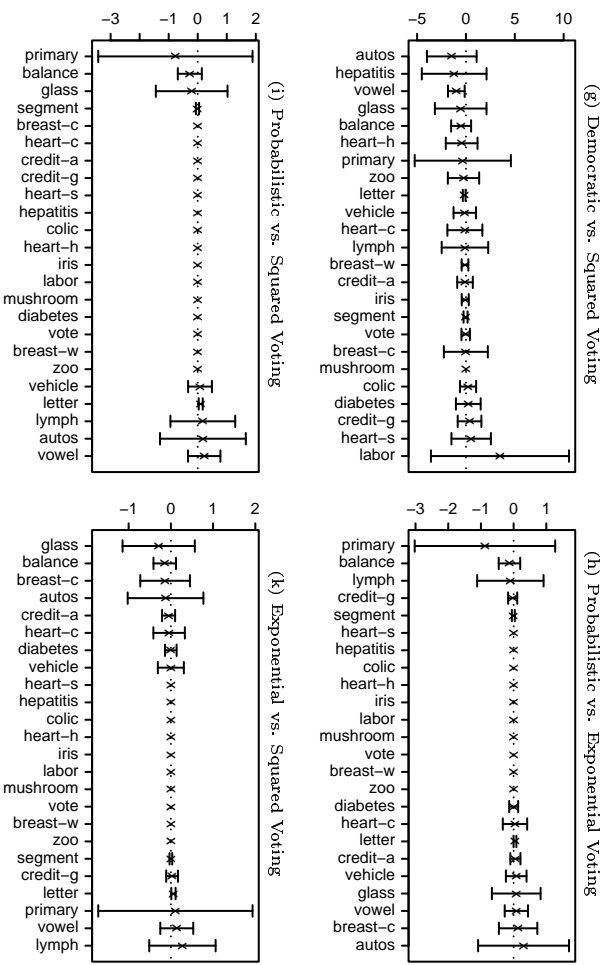 −3 −1 0 1 2
primary
balance
glass
segment
breast−c
heart−c
credit−a
credit−g
heart−s
hepatitis
colic
heart−h
iris
labor
mushroom
diabetes
vote
breast−w
zoo
vehicle
letter
lymph
autos
vowel
(i) Probabilistic vs. Squared Voting
−5 0 5 10
autos
hepatitis
vowel
glass
balance
heart−h
primary
zoo
letter
vehicle
heart−c
lymph
breast−w
credit−a
iris
segment
vote
breast−c
mushroom
colic
diabetes
credit−g
heart−s
labor
(g) Democratic vs. Squared Voting
−1 0 1 2
glass
balance
breast−c
autos
credit−a
heart−c
diabetes
vehicle
heart−s
hepatitis
colic
heart−h
iris
labor
mushroom
vote
breast−w
zoo
segment
credit−g
letter
primary
vowel
lymph
(k) Exponential vs. Squared Voting
−3 −2 −1 0 1
primary
balance
lymph
credit−g
segment
heart−s
hepatitis
colic
heart−h
iris
labor
mushroom
vote
breast−w
zoo
diabetes
heart−c
letter
credit−a
vehicle
glass
vowel
breast−c
autos
(h) Probabilistic vs. Exponential Voting